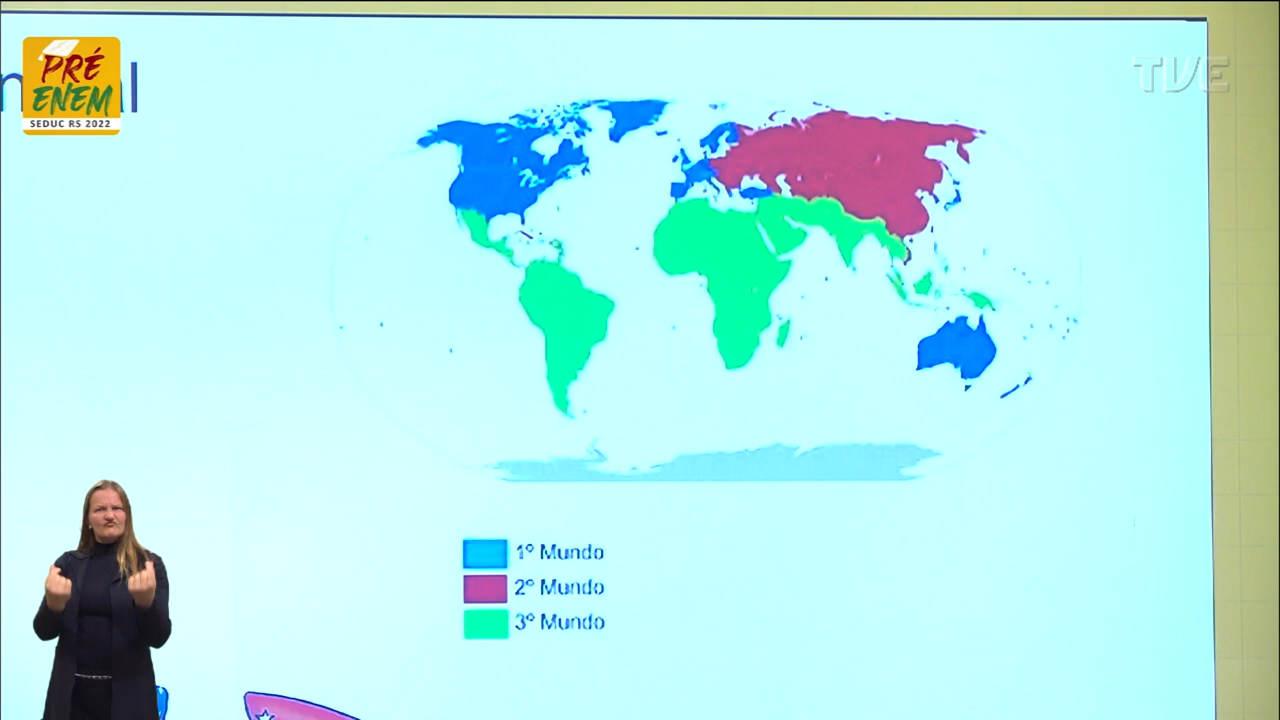 PRÉ
ENEM
SEDUC RS 2022
TVE
1º Mundo
2º Mundo
3º Mundo